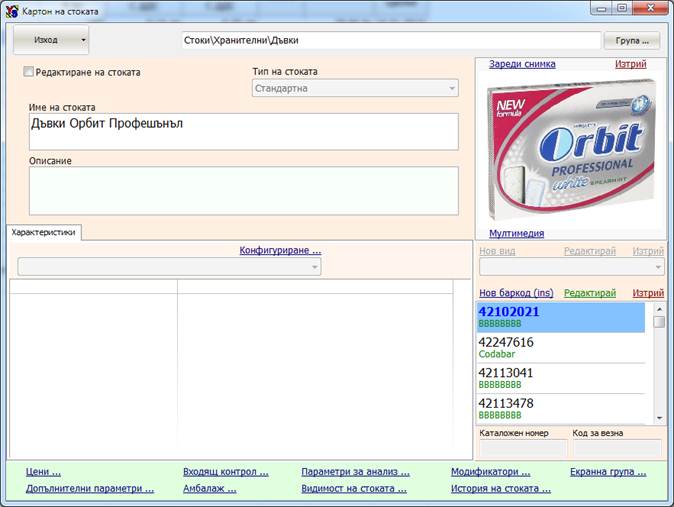 Картон на стоката
Изход
Стоки\Хранителни\Дъвки
Група ...
Редактиране на стоката
Тип на стоката
Стандартна
Зареди снимка
Изтрий
Име на стоката
Дъвки Орбит Профешънъл
Описание
NEW
formula
Orbit
PROFESSIONAL
white SPEARMINT
Мултимедия
Характеристики
Конфигуриране ...
Нов вид
Редактирай
Изтрий
Нов баркод (ins)
Редактирай
Изтрий
42102021
BBBBBBBB
42247616
Codabar
42113041
BBBBBBBB
42113478
BBBBBBBB
Каталожен номер
Код за везна
Цени ...
Входящ контрол ...
Параметри за анализ ...
Модификатори ...
Екранна група ...
Допълнителни параметри ...
Амбалаж ...
Видимост на стоката ...
История на стоката ...